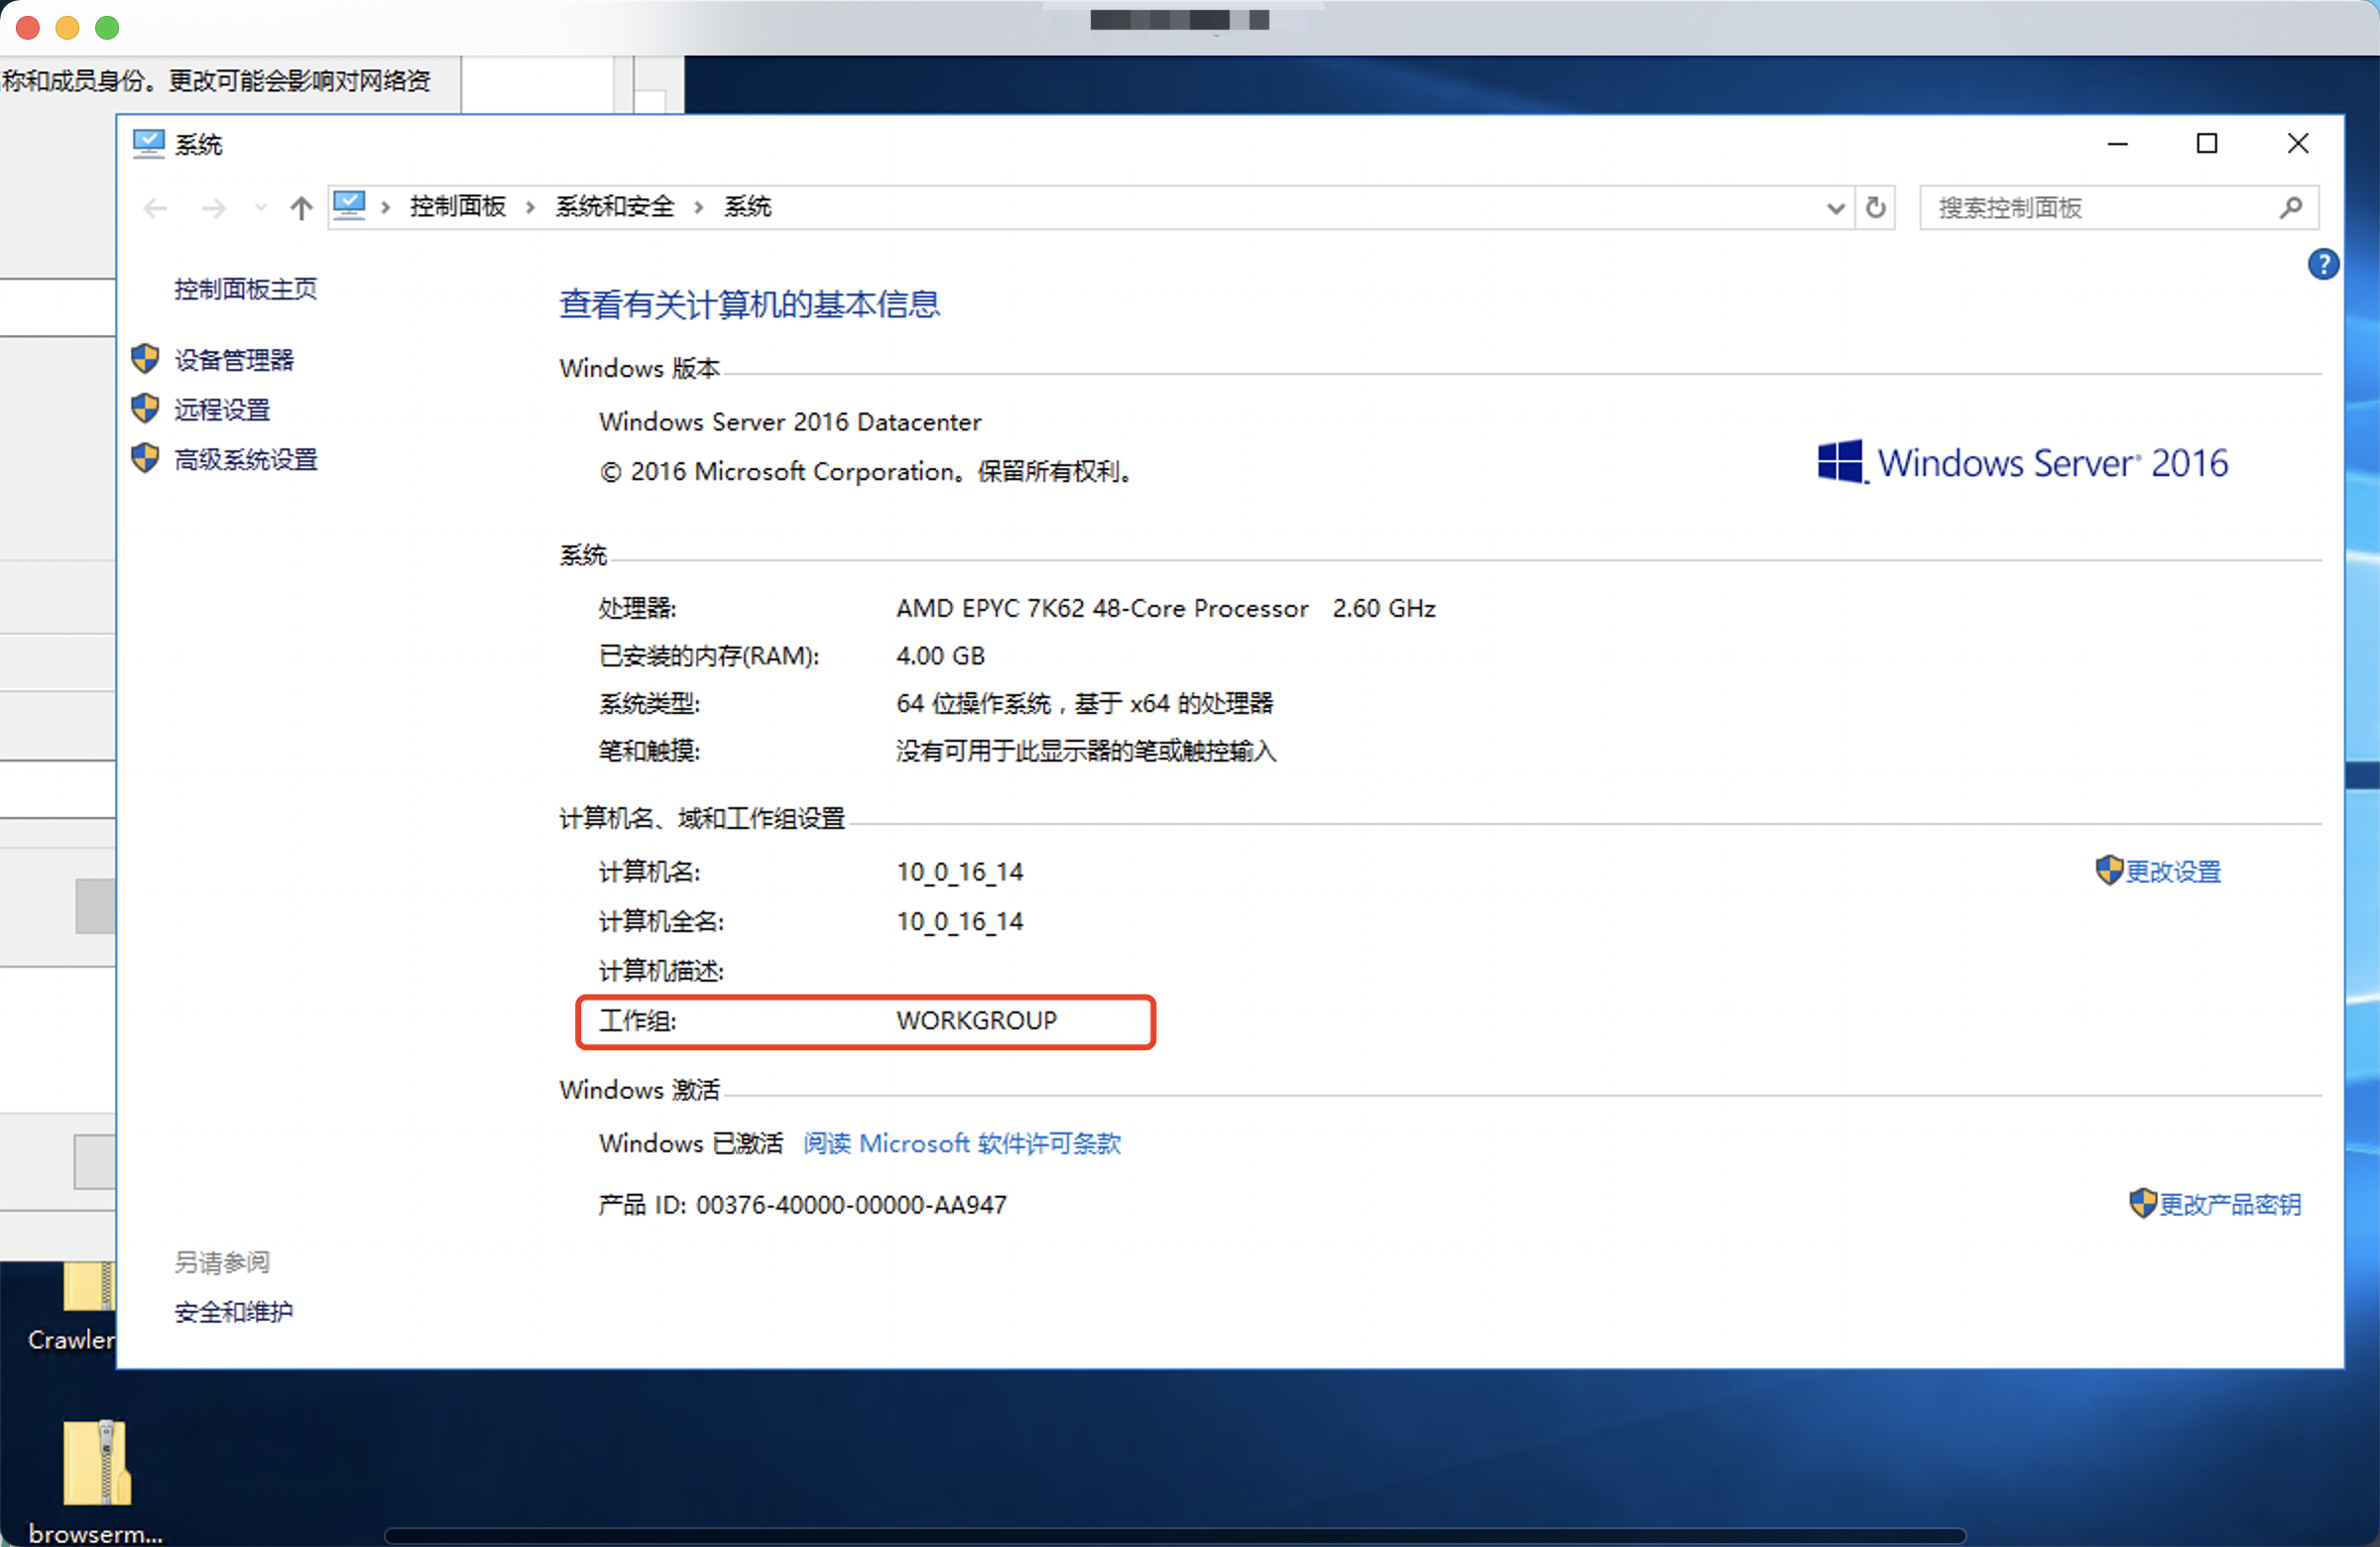 称和成员身份。更改可能会影响对网络资
系统
控制面板 系统和安全 系统
搜索控制面板
控制面板主页
设备管理器
远程设置
高级系统设置
查看有关计算机的基本信息
Windows 版本
Windows Server 2016 Datacenter
© 2016 Microsoft Corporation。保留所有权利。
Windows Server® 2016
系统
处理器: AMD EPYC 7K62 48-Core Processor 2.60 GHz
已安装的内存(RAM): 4.00 GB
系统类型: 64 位操作系统，基于 x64 的处理器
笔和触摸: 没有可用于此显示器的笔或触控输入
计算机名、域和工作组设置
计算机名: 10_0_16_14 更改设置
计算机全名: 10_0_16_14
计算机描述:
工作组: WORKGROUP
Windows 激活
Windows 已激活 阅读 Microsoft 软件许可条款
产品 ID: 00376-40000-00000-AA947 更改产品密钥
另请参阅
安全和维护
Crawler
browserm...